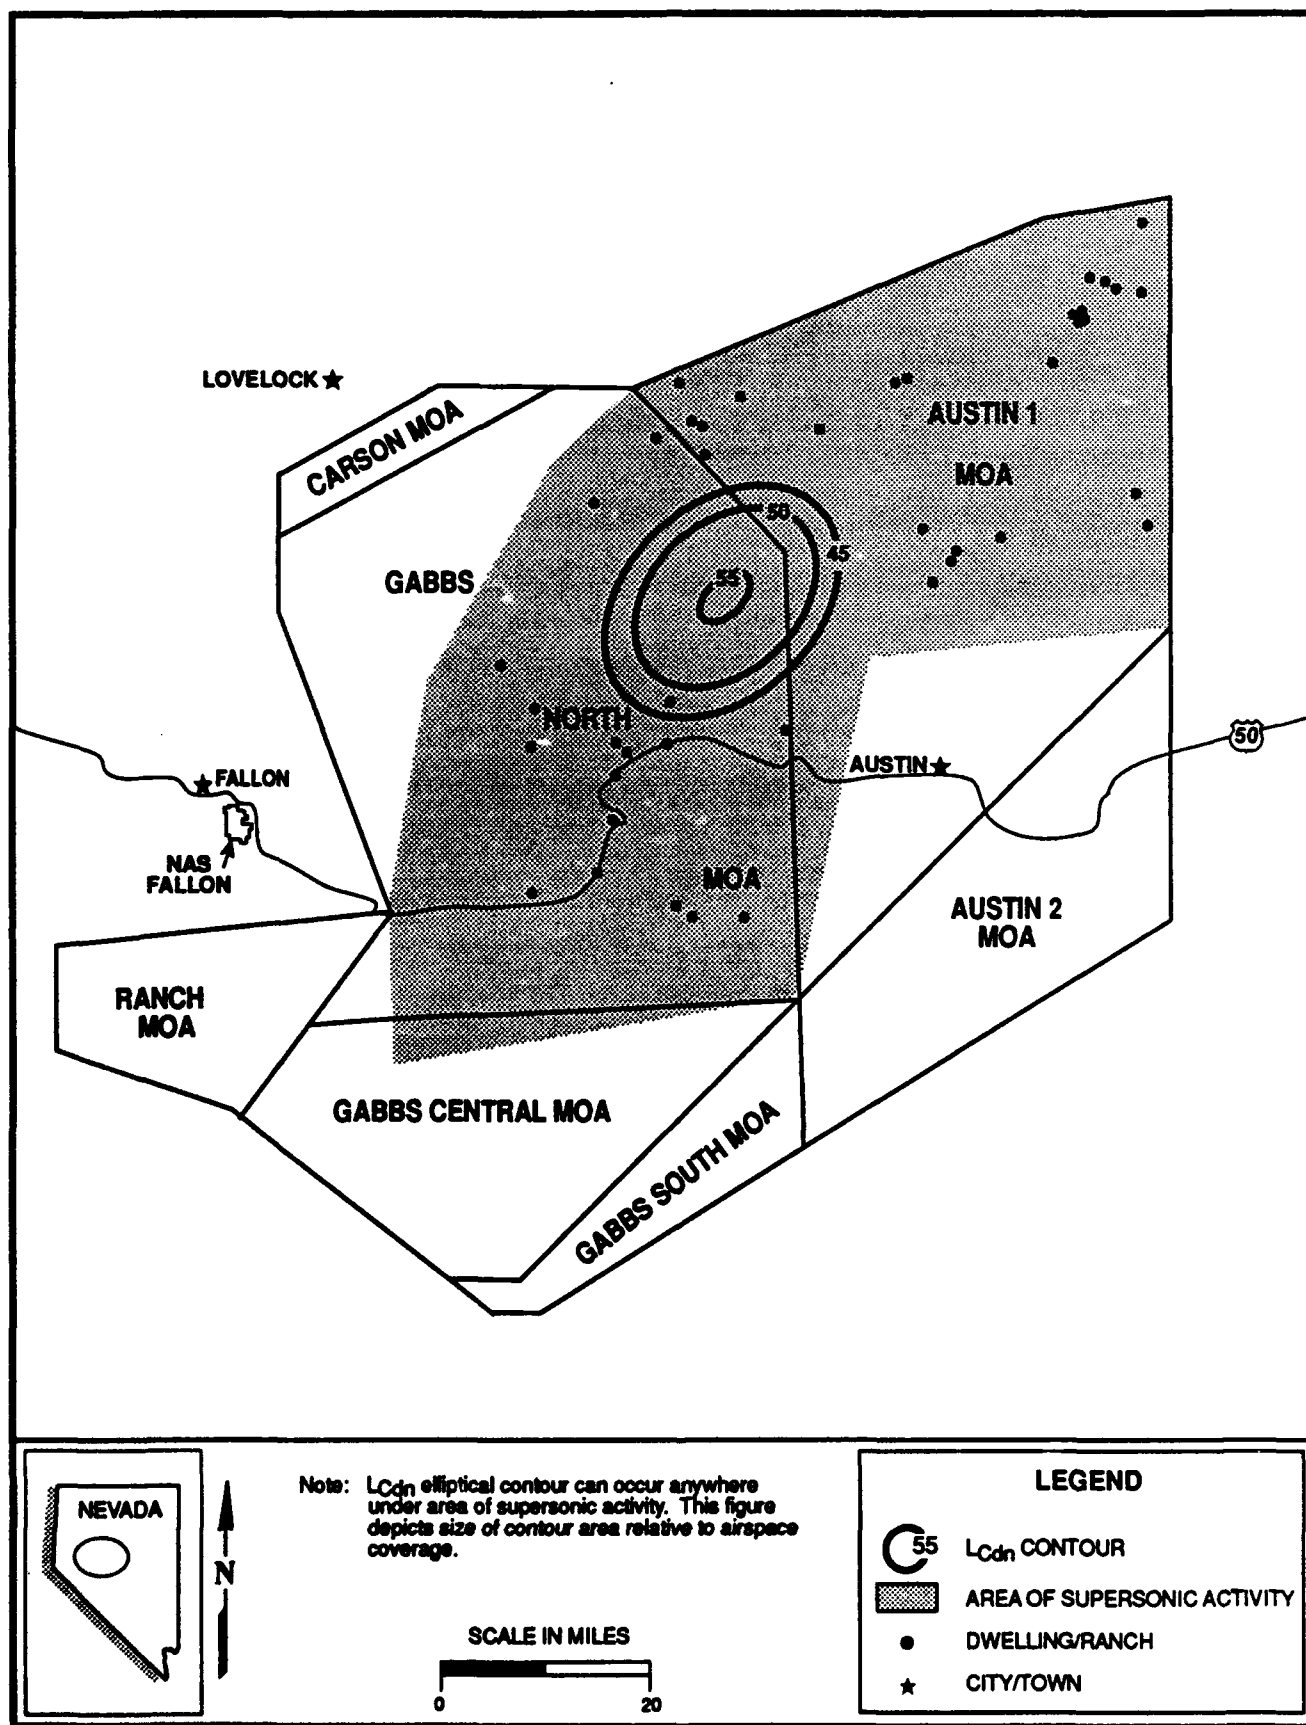 LOVELOCK
CARSON MOA
AUSTIN 1
MOA
50
45
55
GABBS
NORTH
50
FALLON
AUSTIN
NAS
FALLON
MOA
AUSTIN 2
MOA
RANCH
MOA
GABBS CENTRAL MOA
GABBS SOUTH MOA
NEVADA
N
Note: LCdn elliptical contour can occur anywhere
under area of supersonic activity. This figure
depicts size of contour area relative to airspace
coverage.
SCALE IN MILES
0 20
LEGEND
55 LCdn CONTOUR
AREA OF SUPERSONIC ACTIVITY
DWELLING/RANCH
CITY/TOWN